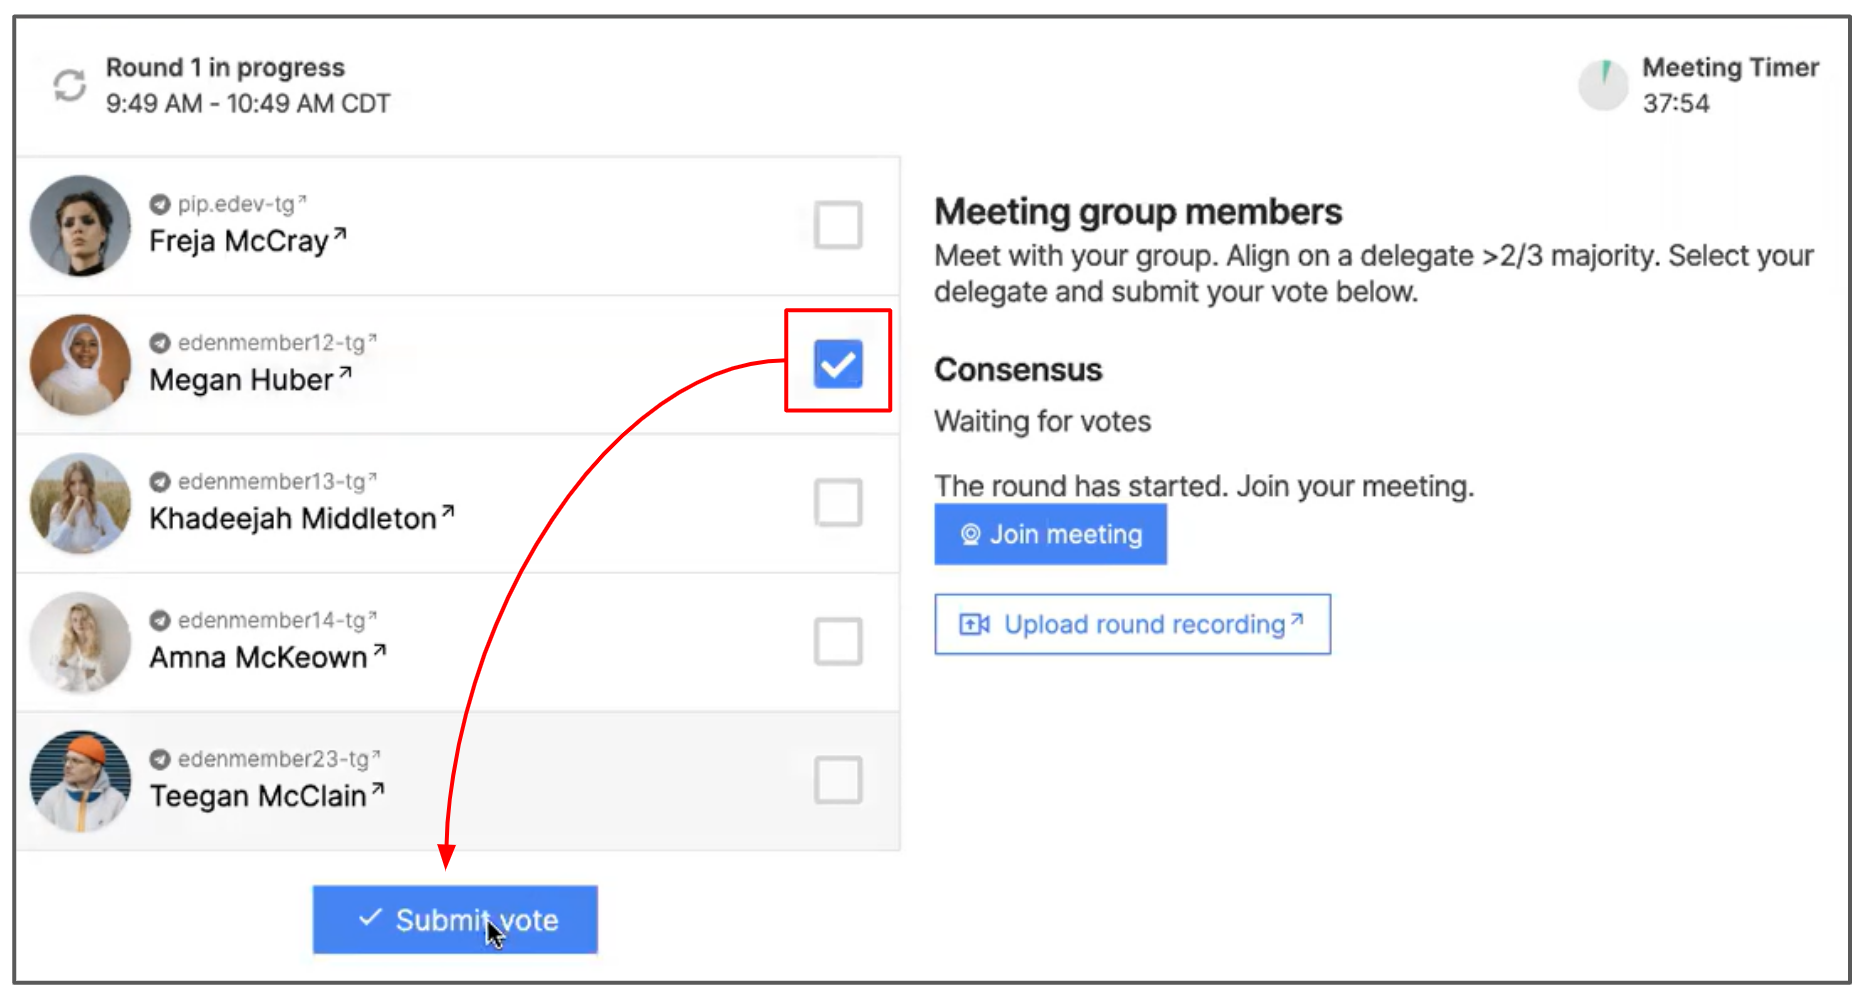 Round 1 in progress
9:49 AM - 10:49 AM CDT
Meeting Timer
37:54
pip.edev-tg
Freja McCray
edenmember12-tg
Megan Huber
edenmember13-tg
Khadeejah Middleton
edenmember14-tg
Amna McKeown
edenmember23-tg
Teegan McClain
Submit vote
Meeting group members
Meet with your group. Align on a delegate >2/3 majority. Select your
delegate and submit your vote below.
Consensus
Waiting for votes
The round has started. Join your meeting.
Join meeting
Upload round recording